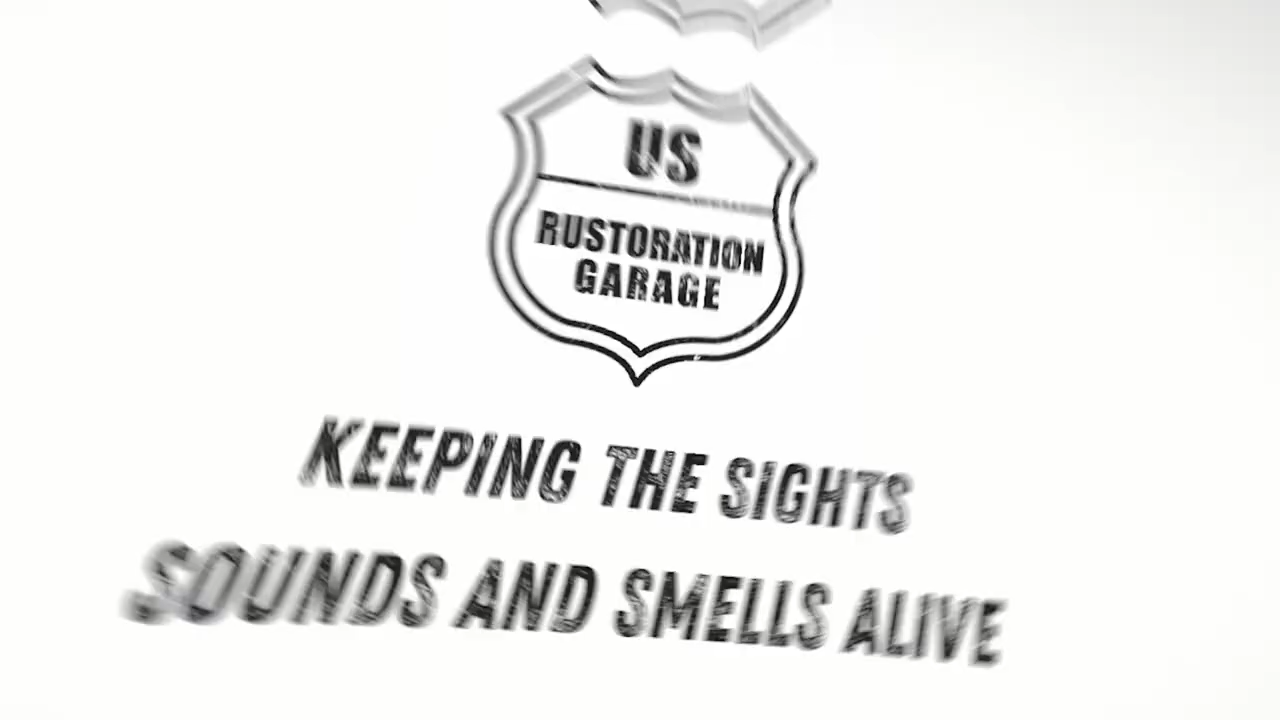 US
RUSTORATION
GARAGE
KEEPING THE SIGHTS
SOUNDS AND SMELLS ALIVE